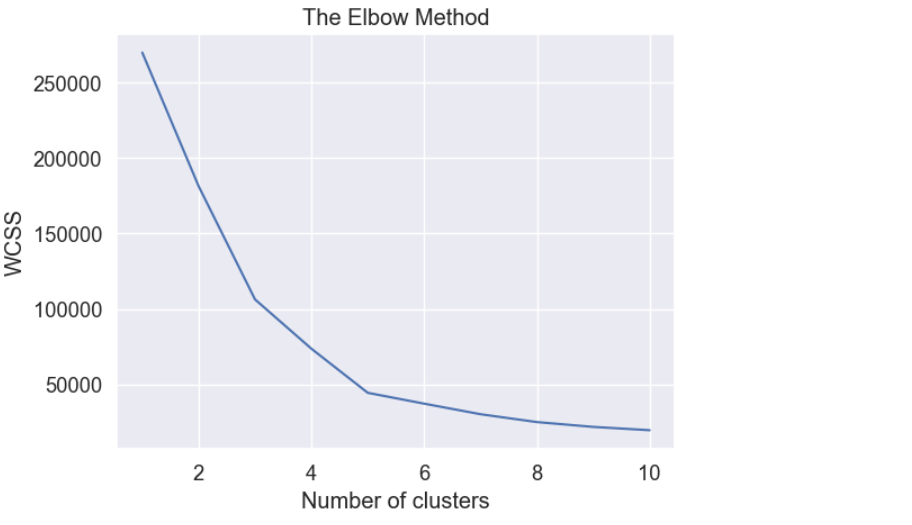 The Elbow Method
250000
200000
150000
100000
50000
WCSS
2 4 6 8 10
Number of clusters